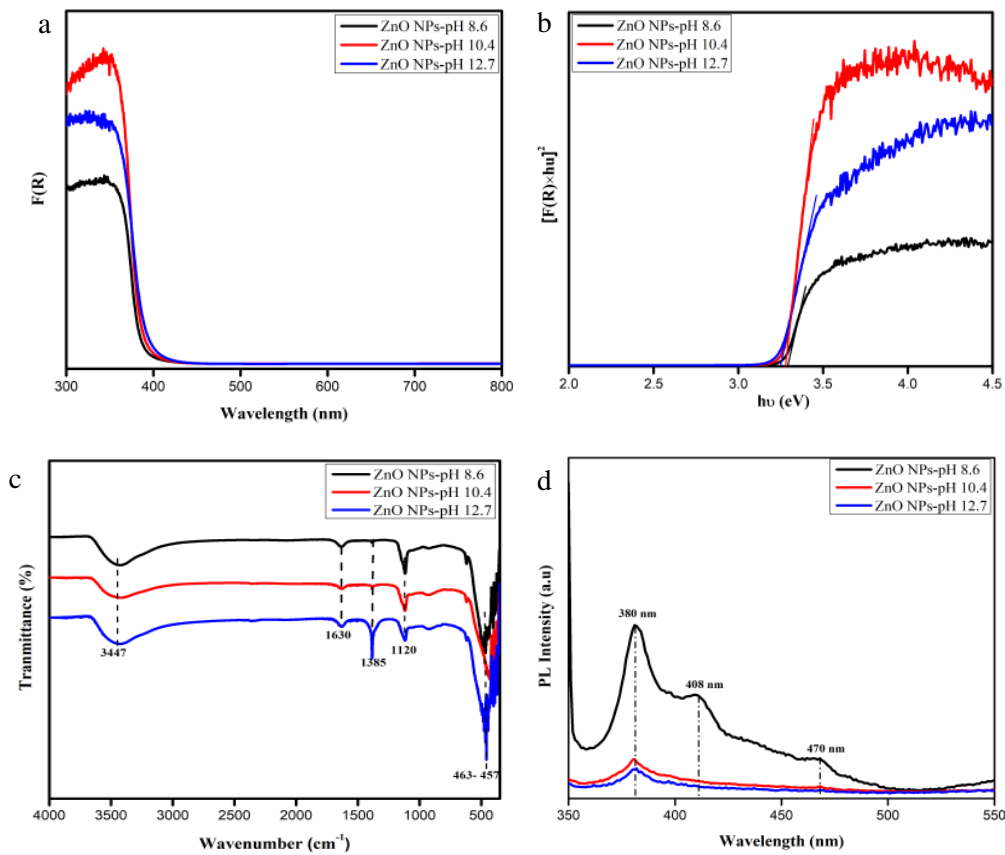 a
ZnO NPs-pH 8.6
ZnO NPs-pH 10.4
ZnO NPs-pH 12.7
F(R)
300 400 500 600 700 800
Wavelength (nm)
b
ZnO NPs-pH 8.6
ZnO NPs-pH 10.4
ZnO NPs-pH 12.7
[F(R)×hυ]²
2.0 2.5 3.0 3.5 4.0 4.5
hυ (eV)
c
ZnO NPs-pH 8.6
ZnO NPs-pH 10.4
ZnO NPs-pH 12.7
Tranmittance (%)
3447
1630
1385
1120
463- 457
4000 3500 3000 2500 2000 1500 1000 500
Wavenumber (cm⁻¹)
d
ZnO NPs-pH 8.6
ZnO NPs-pH 10.4
ZnO NPs-pH 12.7
PL Intensity (a.u)
380 nm
408 nm
470 nm
350 400 450 500 550
Wavelength (nm)